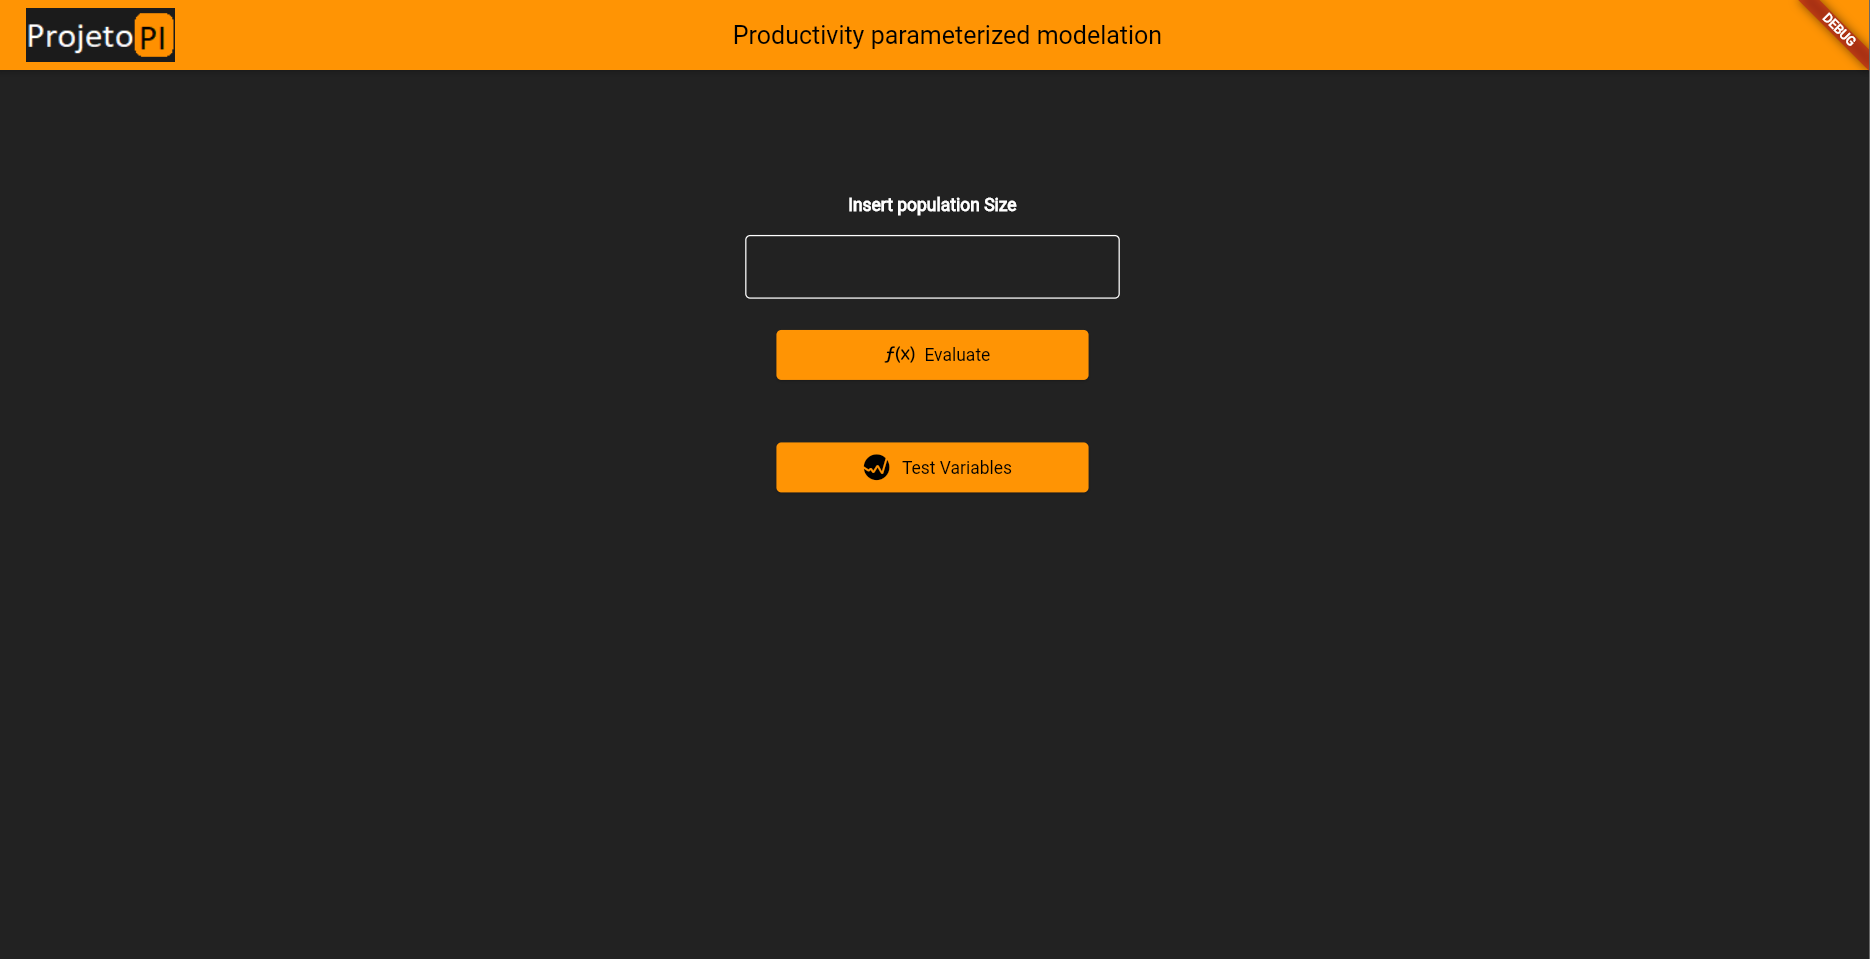 ProjetoPI
Productivity parameterized modelation
DEBUG
Insert population Size
ƒ(x) Evaluate
Test Variables